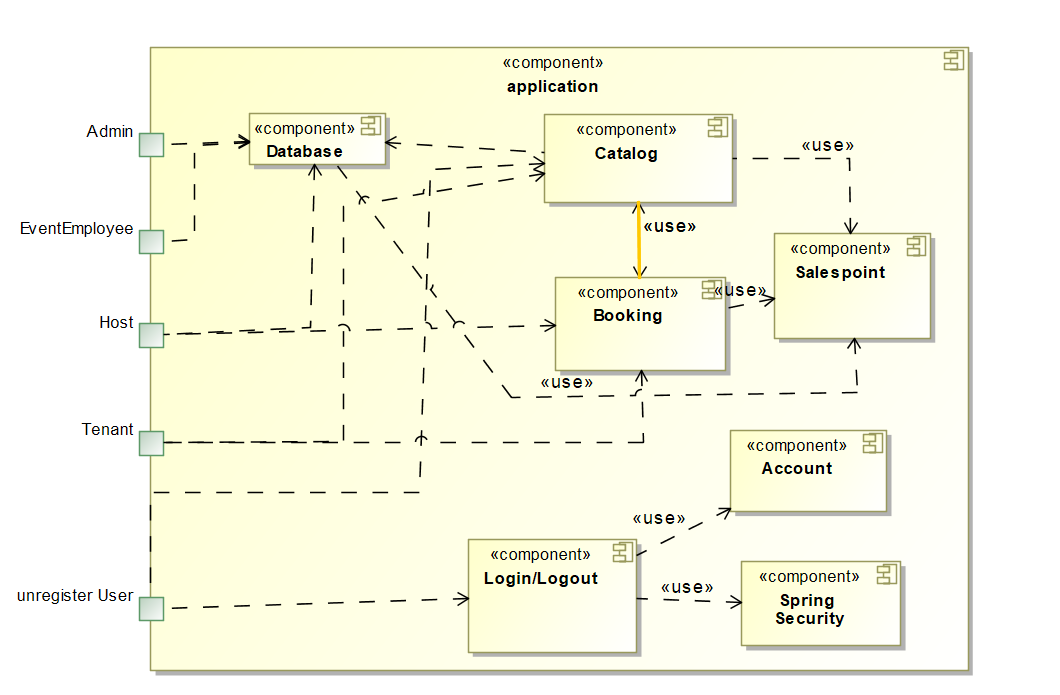 «component»
application
Admin
«component»
Database
«component»
Catalog
«use»
EventEmployee
«use»
«component»
Salespoint
Host
«component»
Booking
«use»
«use»
Tenant
«component»
Account
«use»
«component»
Login/Logout
unregister User
«use»
«component»
Spring
Security